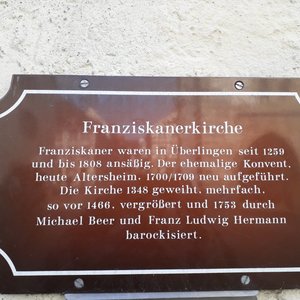 Franziskanerkirche
Franziskaner waren in Überlingen seit 1259
und bis 1808 ansäßig. Der ehemalige Konvent,
heute Altersheim, 1700/1709 neu aufgeführt.
Die Kirche 1348 geweiht, mehrfach,
so vor 1466, vergrößert und 1753 durch
Michael Beer und Franz Ludwig Hermann
barockisiert.